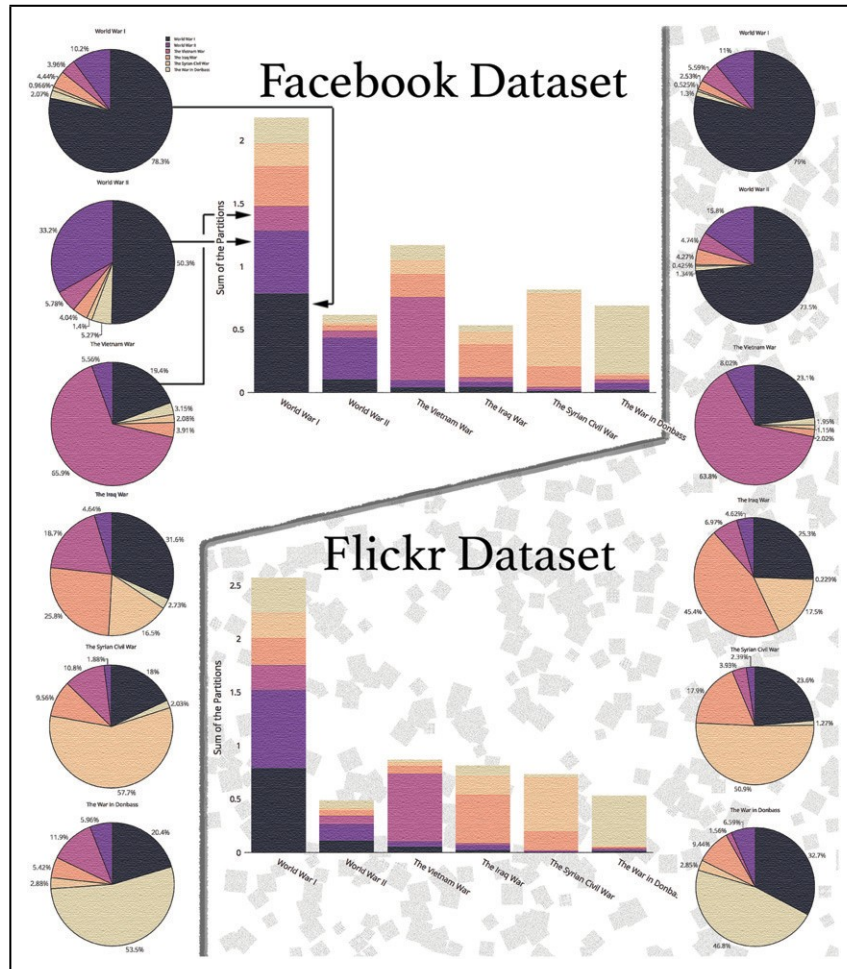 World War I
10.2%
3.96%
4.44%
0.966%
2.07%
78.3%
World War I
World War II
The Vietnam War
The Iraq War
The Syrian Civil War
The War in Donbass
World War II
33.2%
50.3%
5.78%
4.04%
1.4%
5.27%
The Vietnam War
5.56%
19.4%
3.15%
2.08%
3.91%
65.9%
The Iraq War
4.64%
18.7%
31.6%
2.73%
25.8%
16.5%
The Syrian Civil War
1.88%
10.8%
18%
9.56%
2.03%
57.7%
The War in Donbass
5.96%
11.9%
20.4%
5.42%
2.88%
53.5%
Facebook Dataset
Sum of the Partitions
2
1.5
1
0.5
0
World War I
World War II
The Vietnam War
The Iraq War
The Syrian Civil War
The War in Donbass
Flickr Dataset
Sum of the Partitions
2.5
2
1.5
1
0.5
0
World War I
World War II
The Vietnam War
The Iraq War
The Syrian Civil War
The War in Donbas
World War I
11%
5.59%
2.53%
0.525%
1.3%
79%
World War II
15.8%
4.74%
4.27%
0.425%
1.34%
73.5%
The Vietnam War
8.02%
23.1%
1.95%
1.15%
2.02%
63.8%
The Iraq War
4.62%
6.97%
25.3%
0.229%
45.4%
17.5%
The Syrian Civil War
2.39%
3.93%
23.6%
17.9%
1.27%
50.9%
The War in Donbass
6.59%
1.56%
9.44%
32.7%
2.85%
46.8%